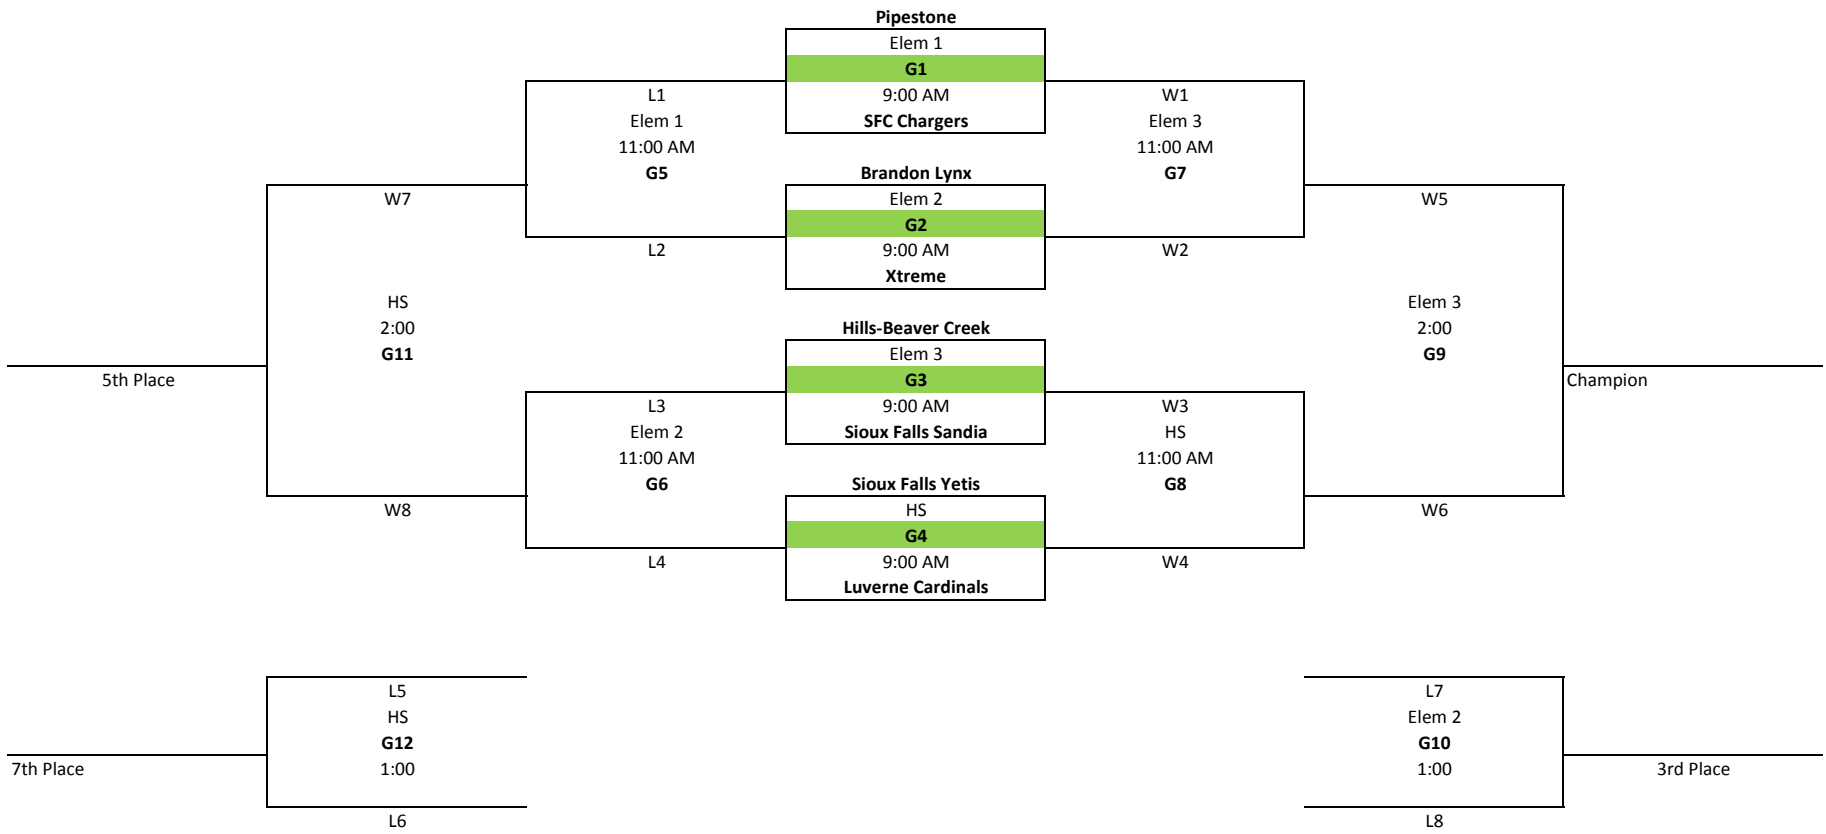 Pipestone
Elem 1
G1
L1 9:00 AM W1
Elem 1 SFC Chargers Elem 3
11:00 AM 11:00 AM
G5 Brandon Lynx G7
W7 Elem 2 W5
G2
L2 9:00 AM W2
Xtreme
HS Elem 3
2:00 Hills-Beaver Creek 2:00
G11 Elem 3 G9
5th Place G3 Champion
L3 9:00 AM W3
Elem 2 Sioux Falls Sandia HS
11:00 AM 11:00 AM
G6 Sioux Falls Yetis G8
W8 HS W6
G4
L4 9:00 AM W4
Luverne Cardinals
L5 L7
HS Elem 2
G12 G10
7th Place 1:00 1:00 3rd Place
L6 L8